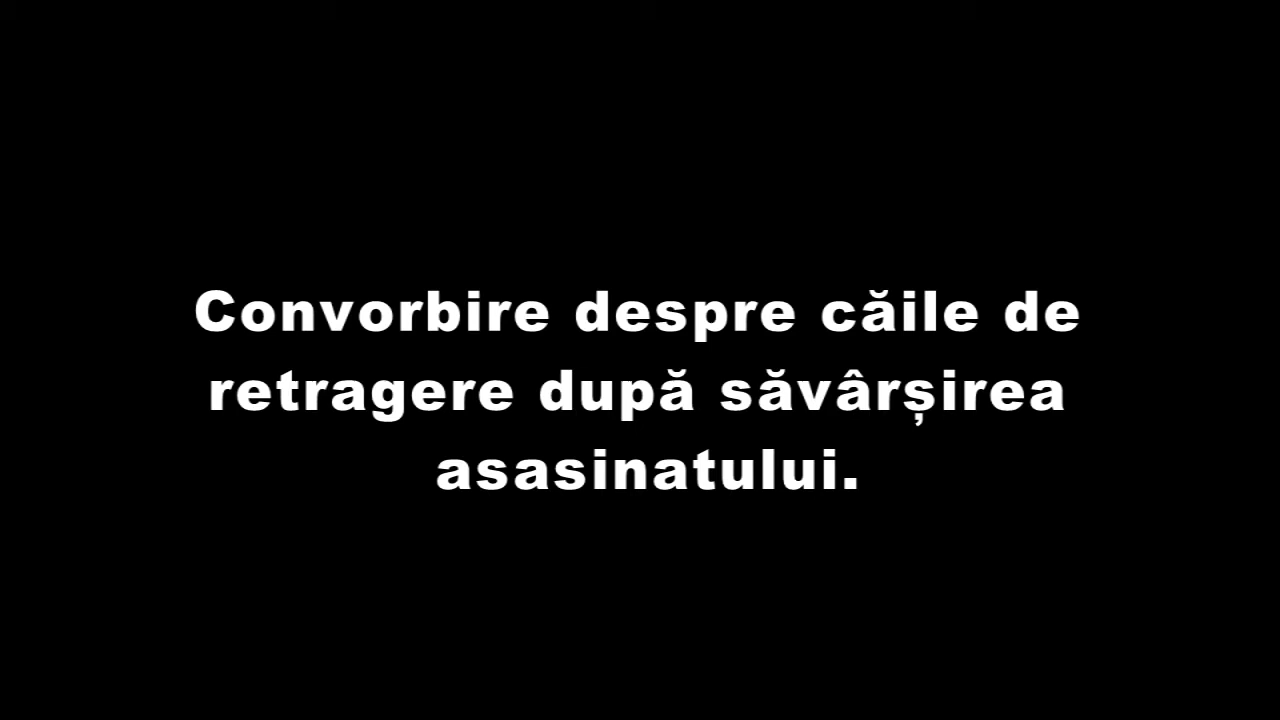 Convorbire despre căile de
retragere după săvârșirea
asasinatului.